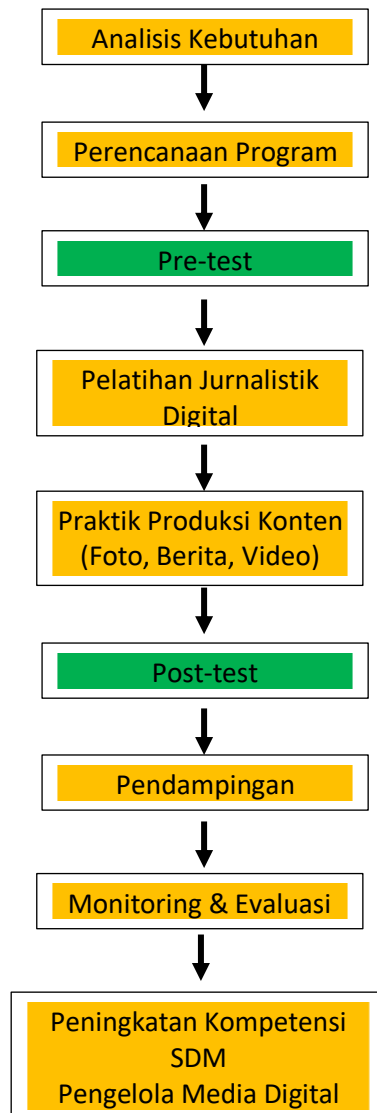 Analisis Kebutuhan
Perencanaan Program
Pre-test
Pelatihan Jurnalistik
Digital
Praktik Produksi Konten
(Foto, Berita, Video)
Post-test
Pendampingan
Monitoring & Evaluasi
Peningkatan Kompetensi
SDM
Pengelola Media Digital